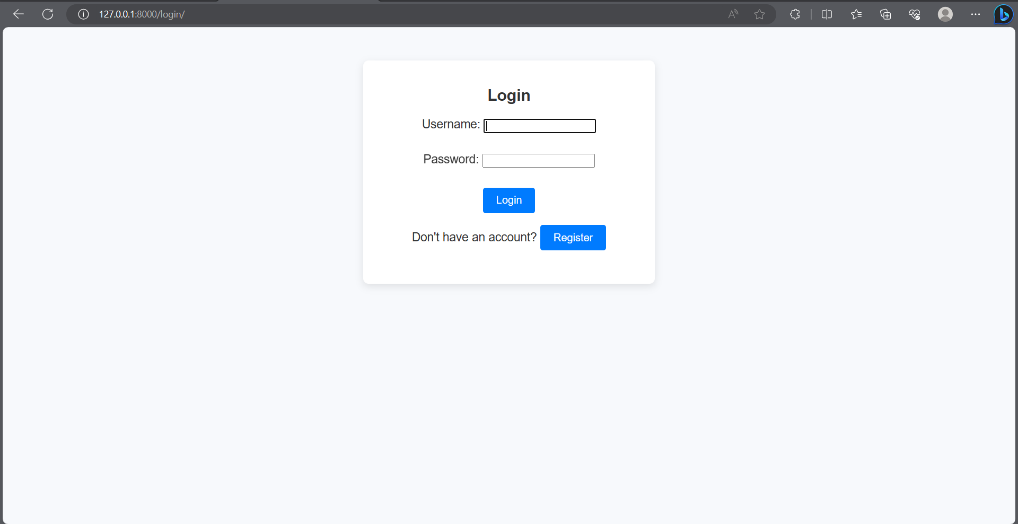 127.0.0.1:8000/login/
Login
Username:
Password:
Login
Don't have an account? Register